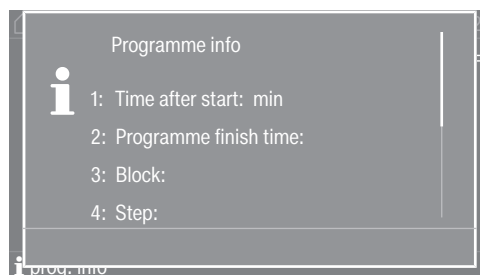 Programme info
1: Time after start: min
2: Programme finish time:
3: Block:
4: Step:
prog. info